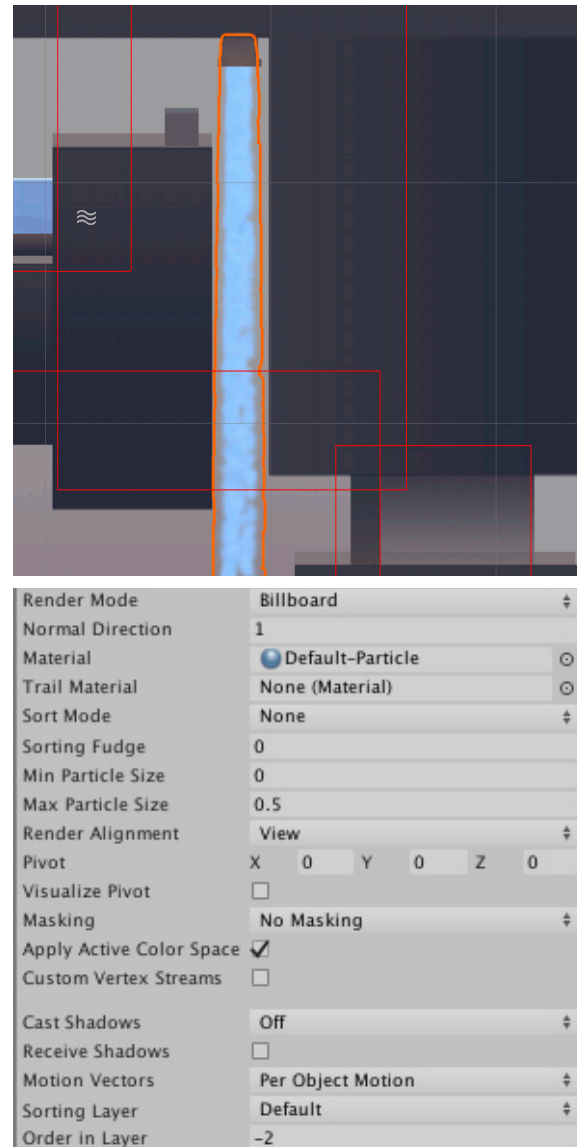 Render Mode Billboard
Normal Direction 1
Material Default-Particle
Trail Material None (Material)
Sort Mode None
Sorting Fudge 0
Min Particle Size 0
Max Particle Size 0.5
Render Alignment View
Pivot X 0 Y 0 Z 0
Visualize Pivot
Masking No Masking
Apply Active Color Space
Custom Vertex Streams
Cast Shadows Off
Receive Shadows
Motion Vectors Per Object Motion
Sorting Layer Default
Order in Layer -2